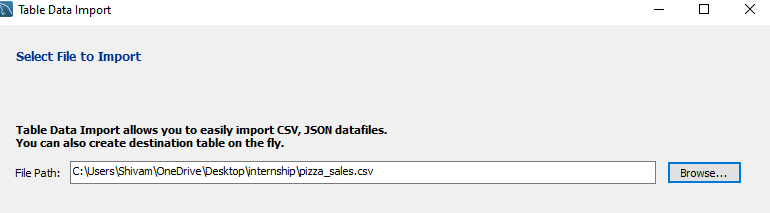 Table Data Import
Select File to Import
Table Data Import allows you to easily import CSV, JSON datafiles.
You can also create destination table on the fly.
File Path: C:\Users\Shivam\OneDrive\Desktop\internship\pizza_sales.csv Browse...